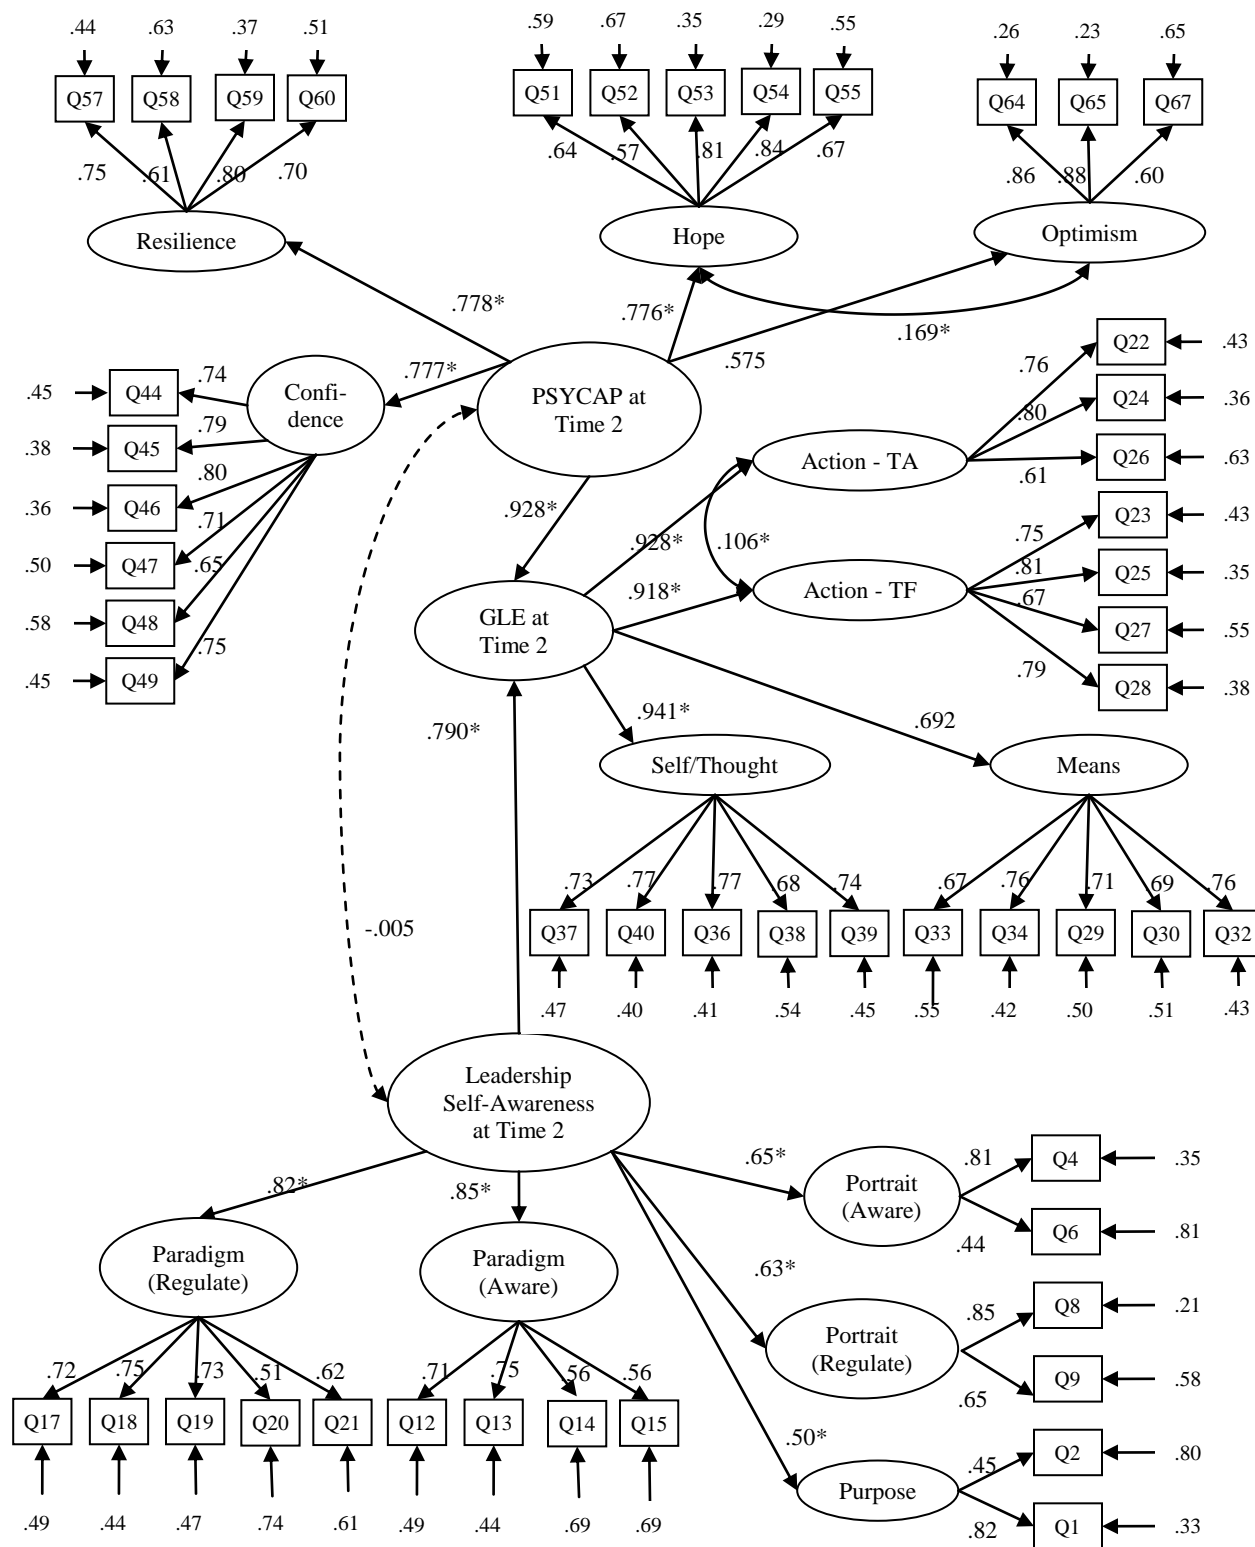 .44 .63 .37 .51 .59 .67 .35 .29 .55 .26 .23 .65
Q57 Q58 Q59 Q60 Q51 Q52 Q53 Q54 Q55 Q64 Q65 Q67
.75 .61 .80 .70 .64 .57 .81 .84 .67 .86 .88 .60
Resilience Hope Optimism
.778* .776* .169*
.777* .575
Confi-
dence
PSYCAP at
Time 2
.45 Q44 .74
.38 Q45 .79
.36 Q46 .80
.50 Q47 .71
.58 Q48 .65
.45 Q49 .75
Action - TA
.76 Q22 .43
.80 Q24 .36
.61 Q26 .63
.928* .928* .106*
.918*
Action - TF
.75 Q23 .43
.81 Q25 .35
.67 Q27 .55
.79 Q28 .38
GLE at
Time 2
.790* .941* .692
Self/Thought Means
.73 .77 .77 .68 .74 .67 .76 .71 .69 .76
Q37 Q40 Q36 Q38 Q39 Q33 Q34 Q29 Q30 Q32
.47 .40 .41 .54 .45 .55 .42 .50 .51 .43
-.005
Leadership
Self-Awareness
at Time 2
.82* .85* .65*
.63*
.50*
Portrait
(Aware)
.81 Q4 .35
.44 Q6 .81
Paradigm
(Regulate)
Paradigm
(Aware)
Portrait
(Regulate)
.85 Q8 .21
.65 Q9 .58
.72 .75 .73 .51 .62 .71 .75 .56 .56
Q17 Q18 Q19 Q20 Q21 Q12 Q13 Q14 Q15
.49 .44 .47 .74 .61 .49 .44 .69 .69
Purpose
.45 Q2 .80
.82 Q1 .33